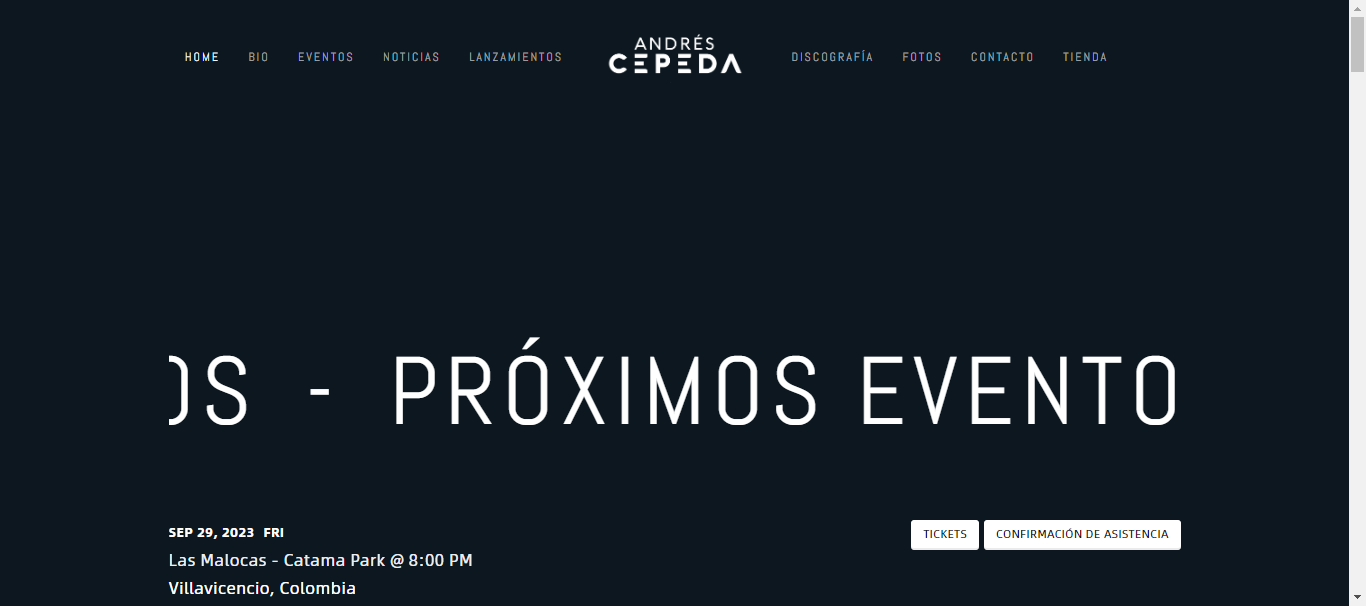 HOME BIO EVENTOS NOTICIAS LANZAMIENTOS ANDRÉS CEPEDA DISCOGRAFÍA FOTOS CONTACTO TIENDA
OS - PRÓXIMOS EVENTO
SEP 29, 2023 FRI
TICKETS CONFIRMACIÓN DE ASISTENCIA
Las Malocas - Catama Park @ 8:00 PM
Villavicencio, Colombia